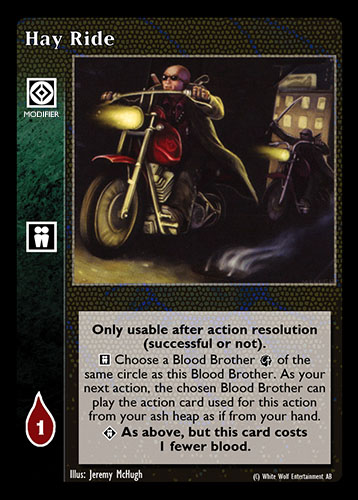 Hay Ride
MODIFIER
Only usable after action resolution
(successful or not).
Choose a Blood Brother of the
same circle as this Blood Brother. As your
next action, the chosen Blood Brother can
play the action card used for this action
from your ash heap as if from your hand.
As above, but this card costs
1 fewer blood.
1
Illus: Jeremy McHugh
(C) White Wolf Entertainment AB